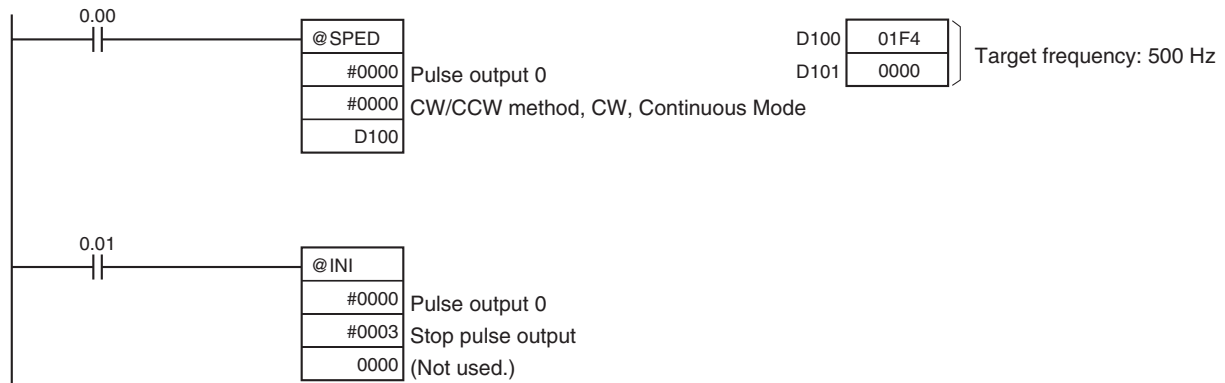 0.00
@SPED
#0000 Pulse output 0
#0000 CW/CCW method, CW, Continuous Mode
D100
D100 01F4
D101 0000
Target frequency: 500 Hz
0.01
@INI
#0000 Pulse output 0
#0003 Stop pulse output
0000 (Not used.)